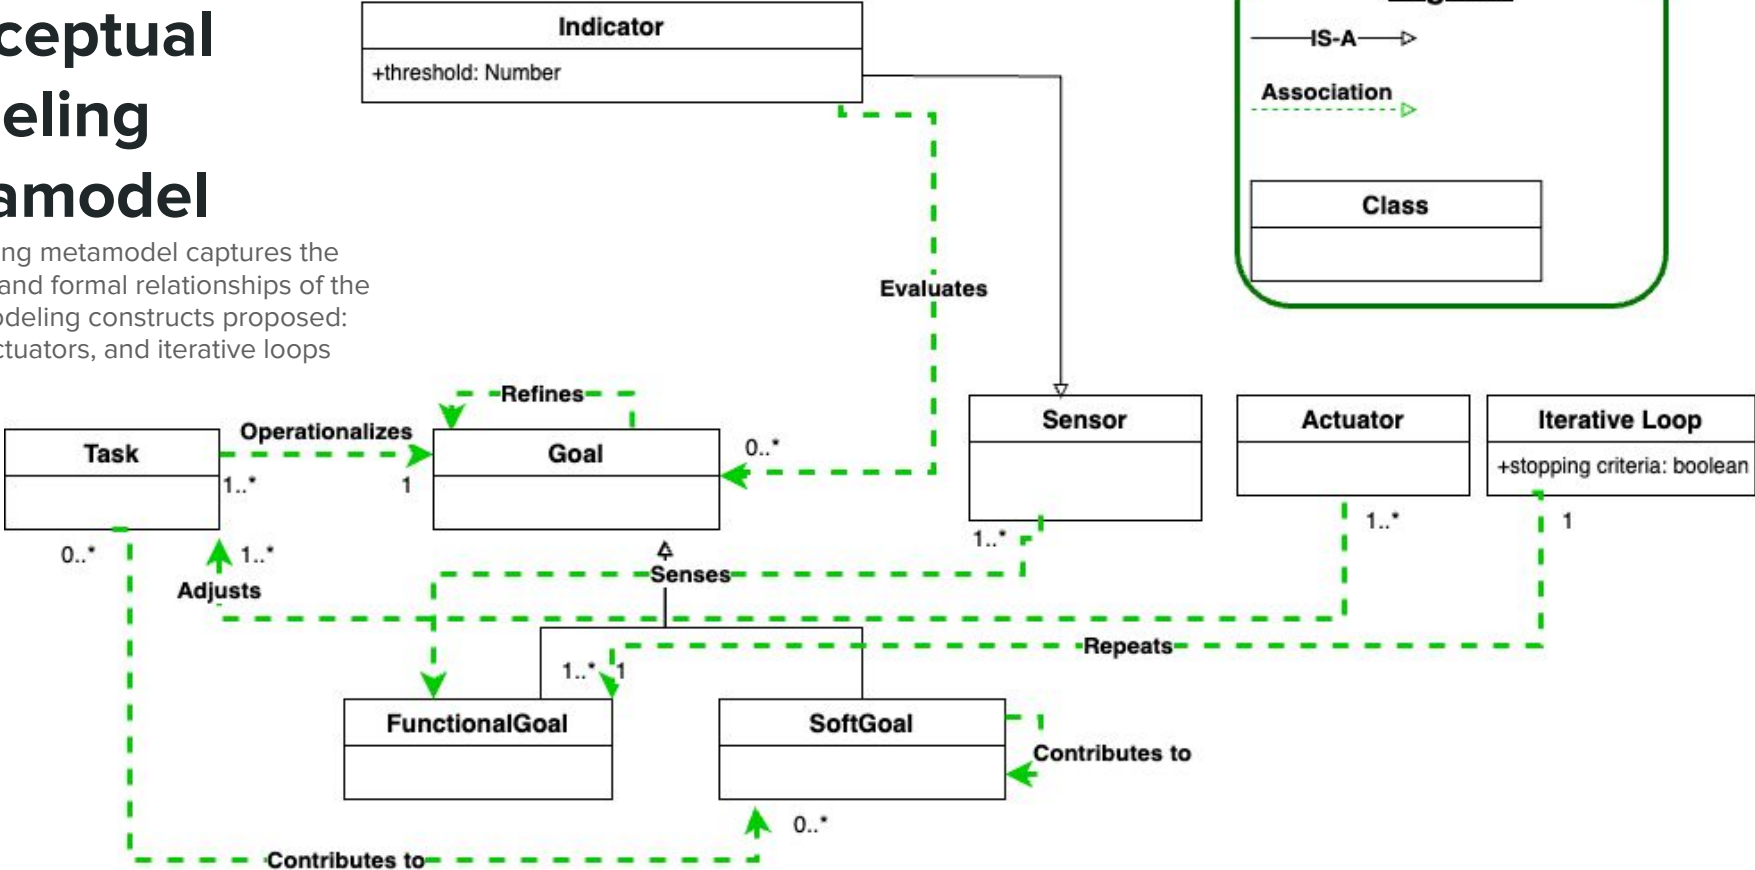 ceptual
eling
amodel
ng metamodel captures the
and formal relationships of the
odeling constructs proposed:
ctuators, and iterative loops
Indicator
+threshold: Number
IS-A
Association
Class
Evaluates
Refines
Operationalizes
Task
1..*
1
Goal
0..*
Sensor
Actuator
Iterative Loop
+stopping criteria: boolean
0..*
1..*
Adjusts
Senses
1..*
1..*
1
Repeats
1..*
1
FunctionalGoal
SoftGoal
Contributes to
0..*
Contributes to